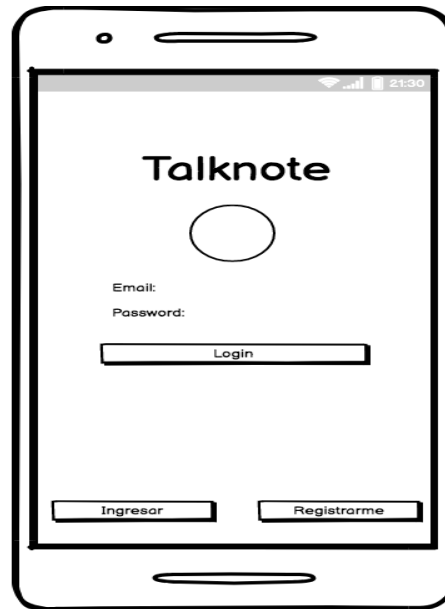 21:30
Talknote
Email:
Password:
Login
Ingresar Registrarme